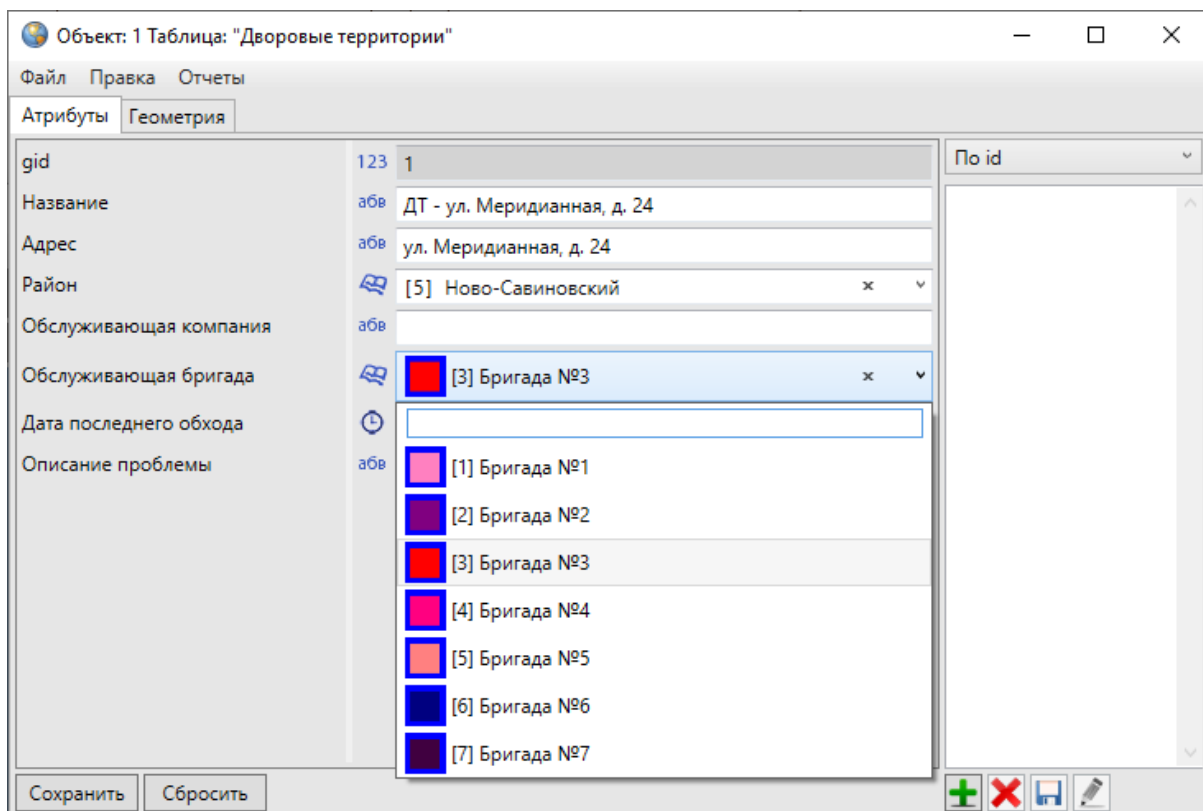 Объект: 1 Таблица: "Дворовые территории"
Файл Правка Отчеты
Атрибуты Геометрия
gid 123 1
По id
Название абв ДТ - ул. Меридианная, д. 24
Адрес абв ул. Меридианная, д. 24
Район [5] Ново-Савиновский
Обслуживающая компания абв
Обслуживающая бригада [3] Бригада №3
Дата последнего обхода
Описание проблемы абв
[1] Бригада №1
[2] Бригада №2
[3] Бригада №3
[4] Бригада №4
[5] Бригада №5
[6] Бригада №6
[7] Бригада №7
Сохранить Сбросить